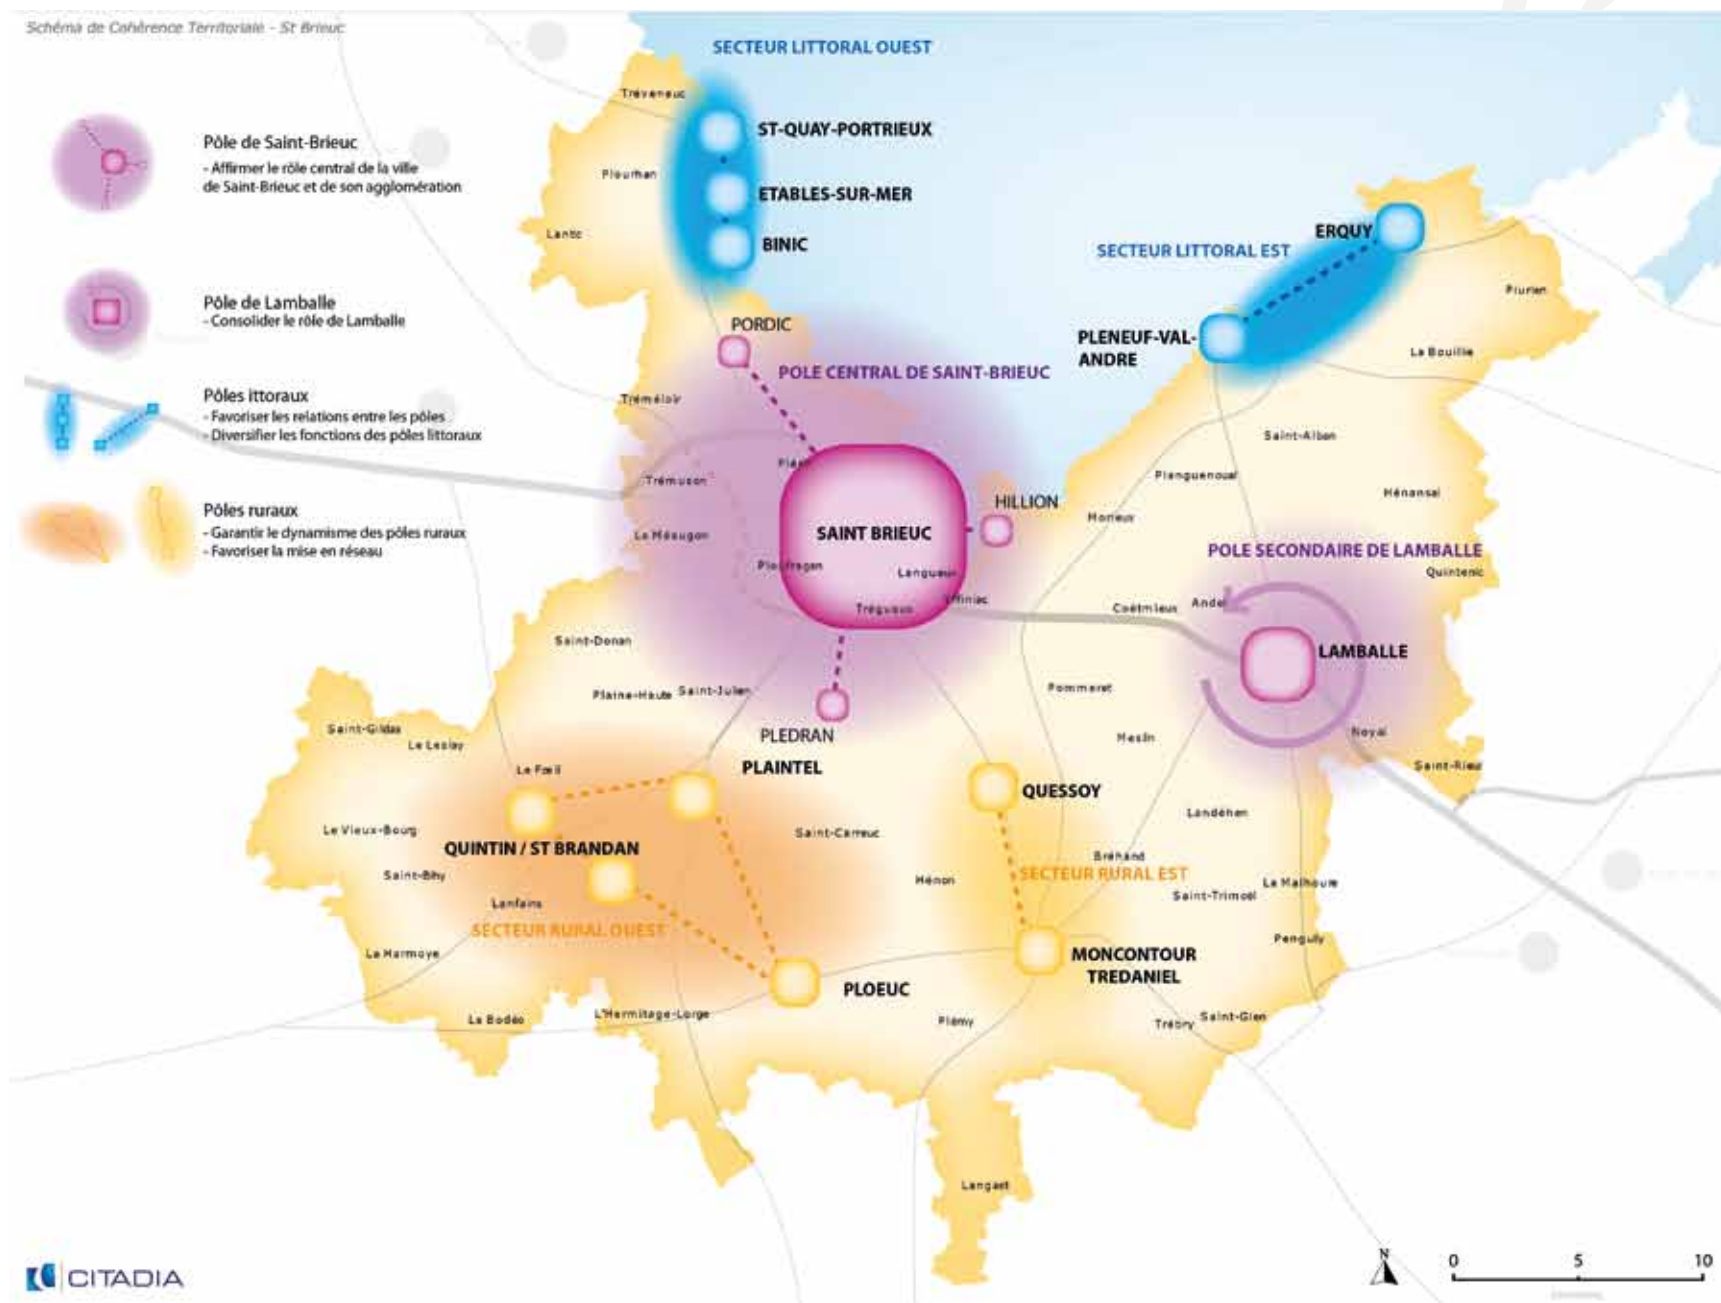 Schéma de Cohérence Territoriale - St Brieuc
Pôle de Saint-Brieuc
- Affirmer le rôle central de la ville
de Saint-Brieuc et de son agglomération
Pôle de Lamballe
- Consolider le rôle de Lamballe
Pôles ittoraux
- Favoriser les relations entre les pôles
- Diversifier les fonctions des pôles littoraux
Pôles ruraux
- Garantir le dynamisme des pôles ruraux
- Favoriser la mise en réseau
SECTEUR LITTORAL OUEST
Tréveneuc
ST-QUAY-PORTRIEUX
Plourhan
ETABLES-SUR-MER
Lantic
BINIC
ERQUY
SECTEUR LITTORAL EST
Plurien
PORDIC
PLENEUF-VAL-
ANDRE
La Bouillie
POLE CENTRAL DE SAINT-BRIEUC
Tréméloir
Saint-Alban
Trémuson
Planguenoual
Hénansal
HILLION
Morieux
SAINT BRIEUC
La Méaugon
POLE SECONDAIRE DE LAMBALLE
Ploufragan
Langueux
Quintenic
Trégueux
Yffiniac
Coëtmieux
Andel
Saint-Donan
LAMBALLE
Plaine-Haute
Saint-Julien
Pommeret
PLEDRAN
Saint-Gildas
Le Leslay
Meslin
Noyal
Le Fœil
PLAINTEL
Saint-Rieul
QUESSOY
Landéhen
Le Vieux-Bourg
Saint-Carreuc
QUINTIN / ST BRANDAN
Bréhand
Saint-Bihy
Hénon
SECTEUR RURAL EST
La Malhoure
Lanfains
Saint-Trimoël
SECTEUR RURAL OUEST
Penguily
La Harmoye
MONCONTOUR
TREDANIEL
PLOEUC
La Bodéo
L'Hermitage-Lorge
Plémy
Trébry
Saint-Glen
Langast
CITADIA
N
0 5 10